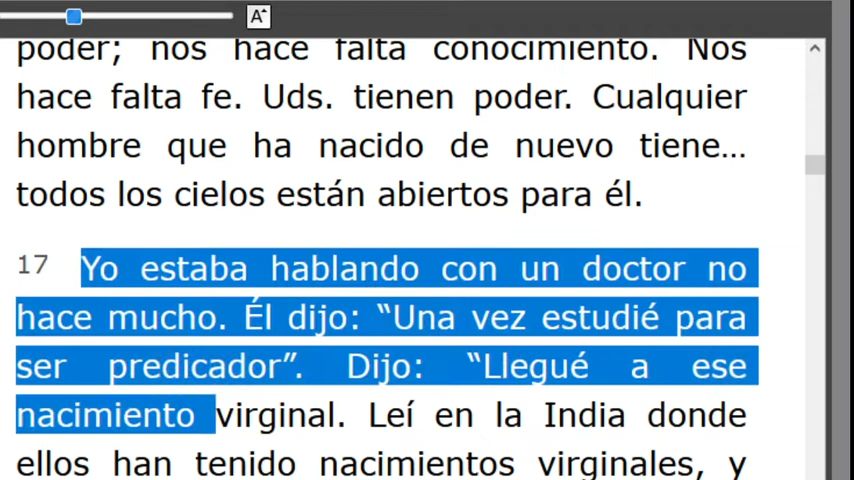 A
poder; nos hace falta conocimiento. Nos
hace falta fe. Uds. tienen poder. Cualquier
hombre que ha nacido de nuevo tiene…
todos los cielos están abiertos para él.
17 Yo estaba hablando con un doctor no
hace mucho. Él dijo: “Una vez estudié para
ser predicador”. Dijo: “Llegué a ese
nacimiento virginal. Leí en la India donde
ellos han tenido nacimientos virginales, y